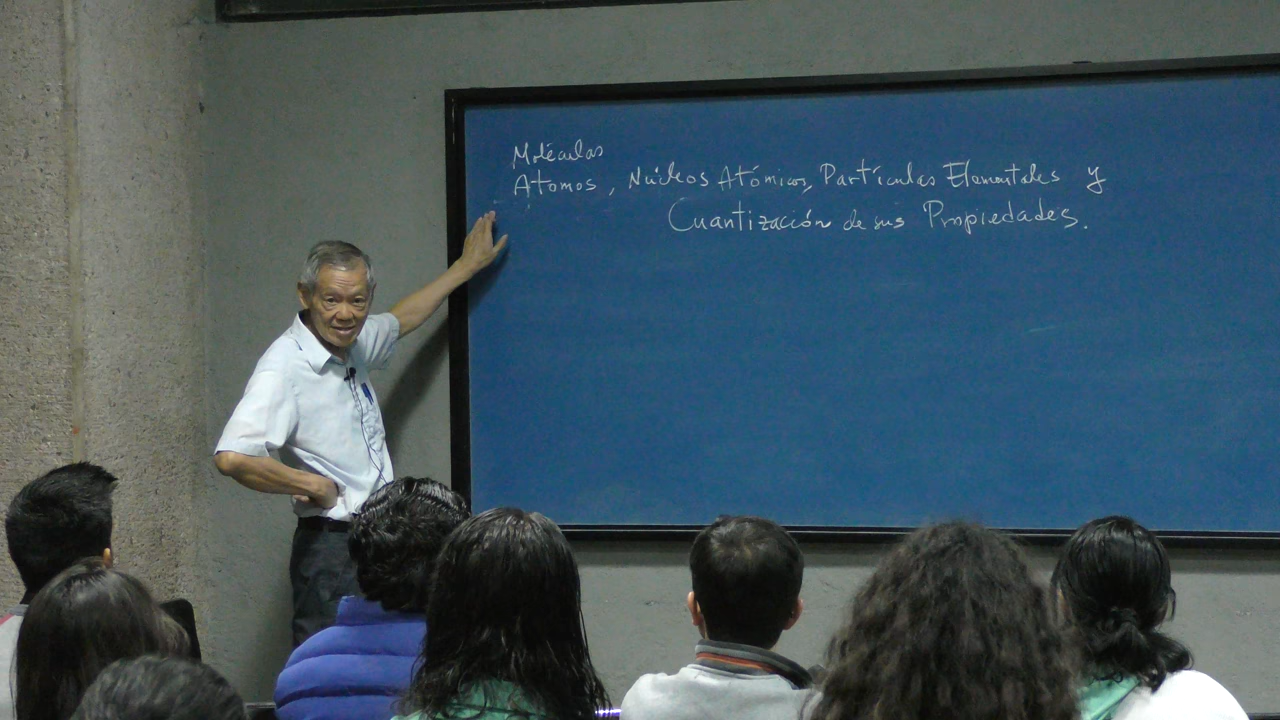 Moléculas
Atomos, Núcleos Atómicos, Partículas Elementales y
Cuantización de sus Propiedades.